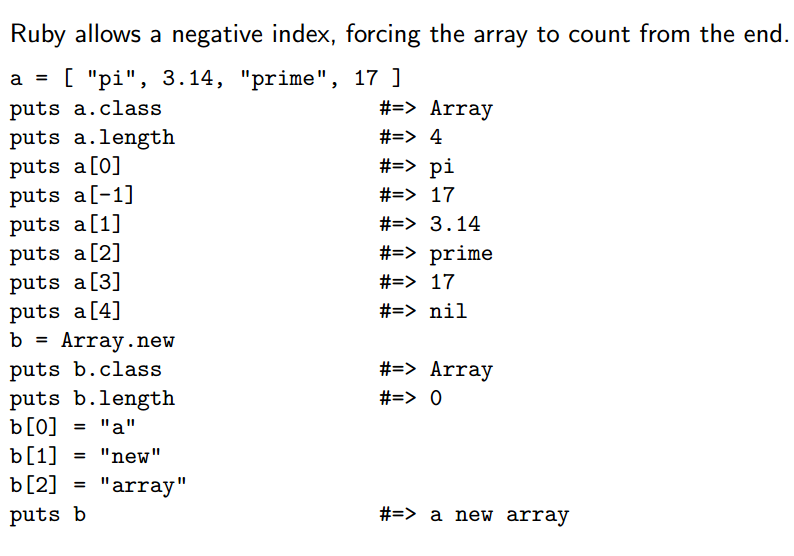 Ruby allows a negative index, forcing the array to count from the end.
a = [ "pi", 3.14, "prime", 17 ]
puts a.class #=> Array
puts a.length #=> 4
puts a[0] #=> pi
puts a[-1] #=> 17
puts a[1] #=> 3.14
puts a[2] #=> prime
puts a[3] #=> 17
puts a[4] #=> nil
b = Array.new
puts b.class #=> Array
puts b.length #=> 0
b[0] = "a"
b[1] = "new"
b[2] = "array"
puts b #=> a new array